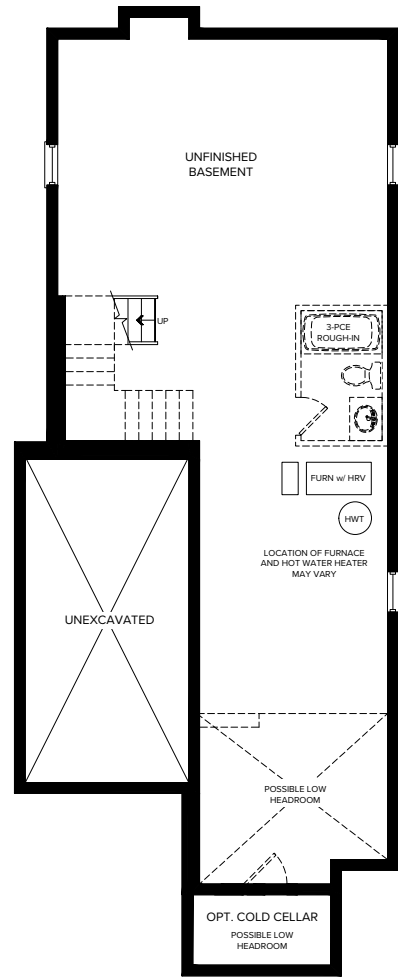 UNFINISHED
BASEMENT
UP
3-PCE
ROUGH-IN
FURN w/ HRV
HWT
LOCATION OF FURNACE
AND HOT WATER HEATER
MAY VARY
UNEXCAVATED
POSSIBLE LOW
HEADROOM
OPT. COLD CELLAR
POSSIBLE LOW
HEADROOM